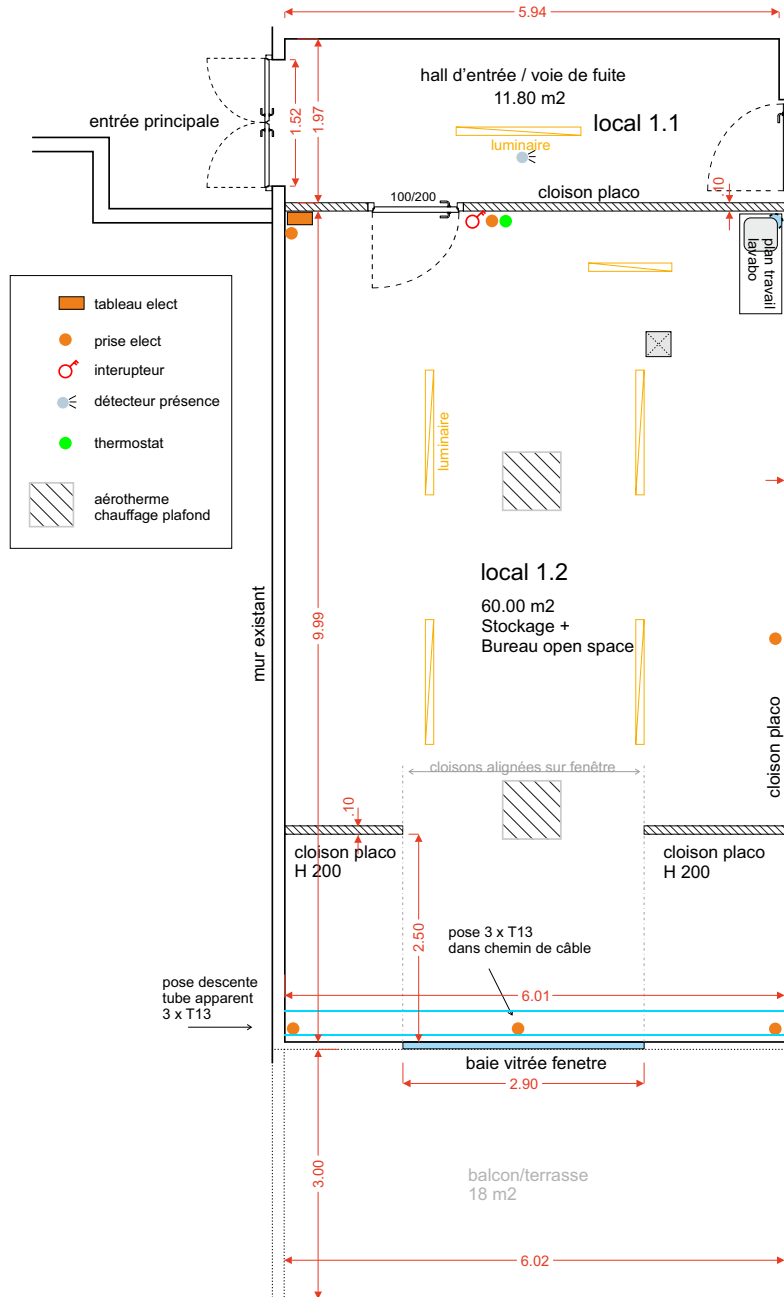 5.94
hall d'entrée / voie de fuite
11.80 m2
local 1.1
luminaire
entrée principale
1.52
1.97
100/200
cloison placo
.10
plan travail
lavabo
tableau elect
prise elect
interupteur
détecteur présence
thermostat
aérotherme
chauffage plafond
luminaire
local 1.2
60.00 m2
Stockage +
Bureau open space
mur existant
9.99
cloison placo
cloisons alignées sur fenêtre
.10
cloison placo
H 200
cloison placo
H 200
2.50
pose 3 x T13
dans chemin de câble
pose descente
tube apparent
3 x T13
6.01
baie vitrée fenetre
2.90
3.00
balcon/terrasse
18 m2
6.02